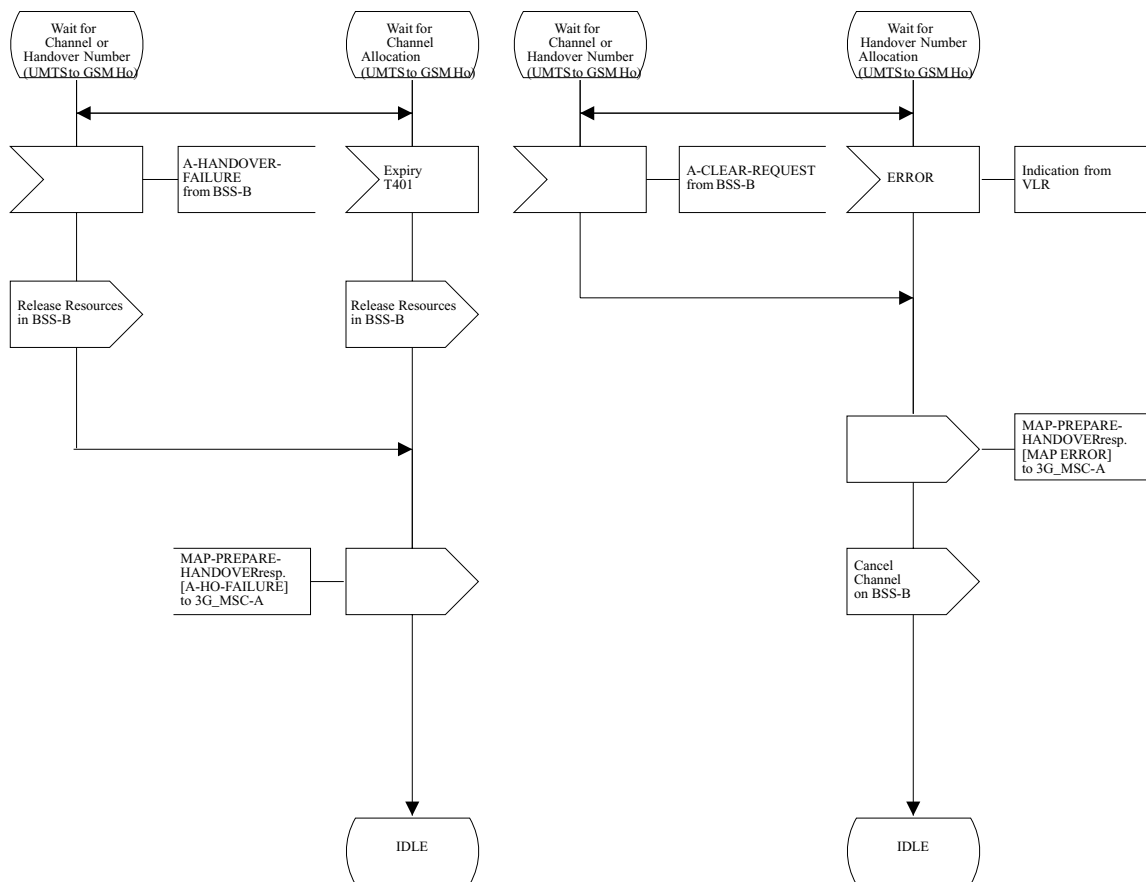 Wait for
Channel or
Handover Number
(UMTS to GSM Ho)
Wait for
Channel
Allocation
(UMTS to GSM Ho)
Wait for
Channel or
Handover Number
(UMTS to GSM Ho)
Wait for
Handover Number
Allocation
(UMTS to GSM Ho)
A-HANDOVER-
FAILURE
from BSS-B
Expiry
T401
A-CLEAR-REQUEST
from BSS-B
ERROR
Indication from
VLR
Release Resources
in BSS-B
Release Resources
in BSS-B
MAP-PREPARE-
HANDOVERresp.
[MAP ERROR]
to 3G_MSC-A
MAP-PREPARE-
HANDOVERresp.
[A-HO-FAILURE]
to 3G_MSC-A
Cancel
Channel
on BSS-B
IDLE
IDLE